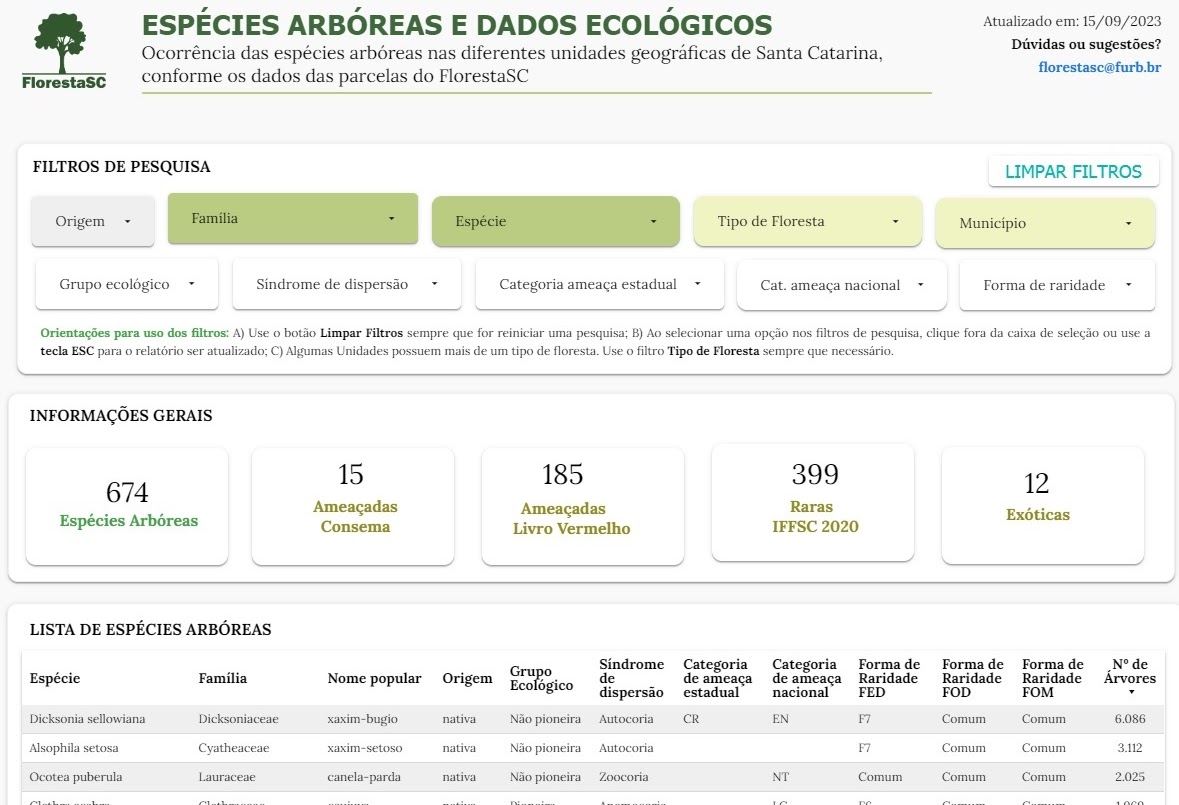 ESPÉCIES ARBÓREAS E DADOS ECOLÓGICOS
Ocorrência das espécies arbóreas nas diferentes unidades geográficas de Santa Catarina,
conforme os dados das parcelas do FlorestaSC
FlorestaSC
Atualizado em: 15/09/2023
Dúvidas ou sugestões?
florestasc@furb.br
FILTROS DE PESQUISA
LIMPAR FILTROS
Origem
Família
Espécie
Tipo de Floresta
Município
Grupo ecológico
Síndrome de dispersão
Categoria ameaça estadual
Cat. ameaça nacional
Forma de raridade
Orientações para uso dos filtros: A) Use o botão Limpar Filtros sempre que for reiniciar uma pesquisa; B) Ao selecionar uma opção nos filtros de pesquisa, clique fora da caixa de seleção ou use a
tecla ESC para o relatório ser atualizado; C) Algumas Unidades possuem mais de um tipo de floresta. Use o filtro Tipo de Floresta sempre que necessário.
INFORMAÇÕES GERAIS
674
Espécies Arbóreas
15
Ameaçadas
Consema
185
Ameaçadas
Livro Vermelho
399
Raras
IFFSC 2020
12
Exóticas
LISTA DE ESPÉCIES ARBÓREAS
Espécie
Família
Nome popular
Origem
Grupo
Ecológico
Síndrome
de
dispersão
Categoria
de ameaça
estadual
Categoria
de ameaça
nacional
Forma de
Raridade
FED
Forma de
Raridade
FOD
Forma de
Raridade
FOM
Nº de
Árvores
Dicksonia sellowiana Dicksoniaceae xaxim-bugio nativa Não pioneira Autocoria CR EN F7 Comum Comum 6.086
Alsophila setosa Cyatheaceae xaxim-setoso nativa Não pioneira Autocoria F7 Comum Comum 3.112
Ocotea puberula Lauraceae canela-parda nativa Não pioneira Zoocoria NT Comum Comum Comum 2.025